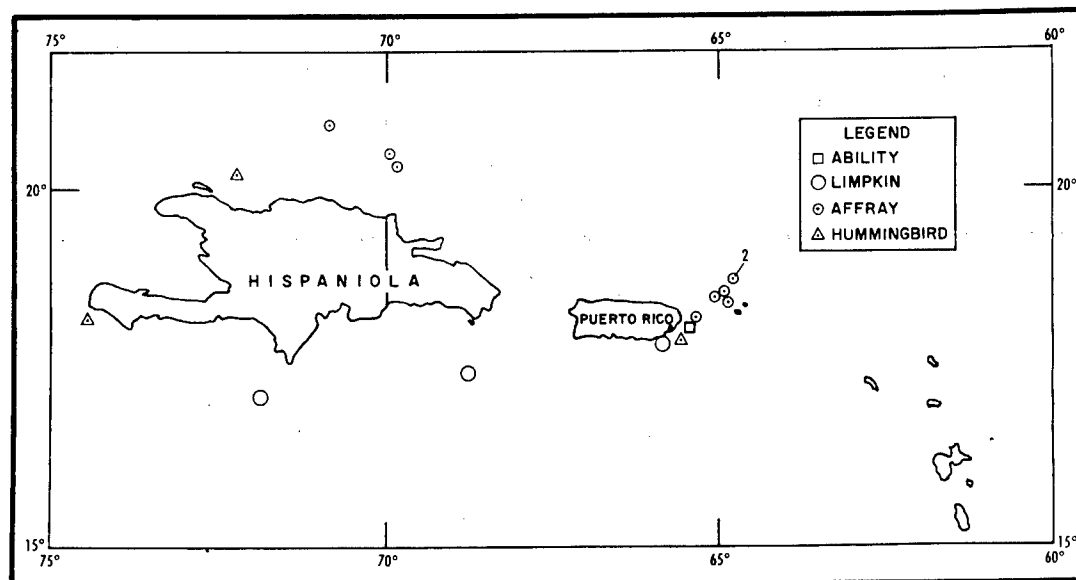 75° 70° 65° 60°
LEGEND
ABILITY
LIMPKIN
AFFRAY
HUMMINGBIRD
20° 20°
2
HISPANIOLA
PUERTO RICO
15° 15°
75° 70° 65° 60°